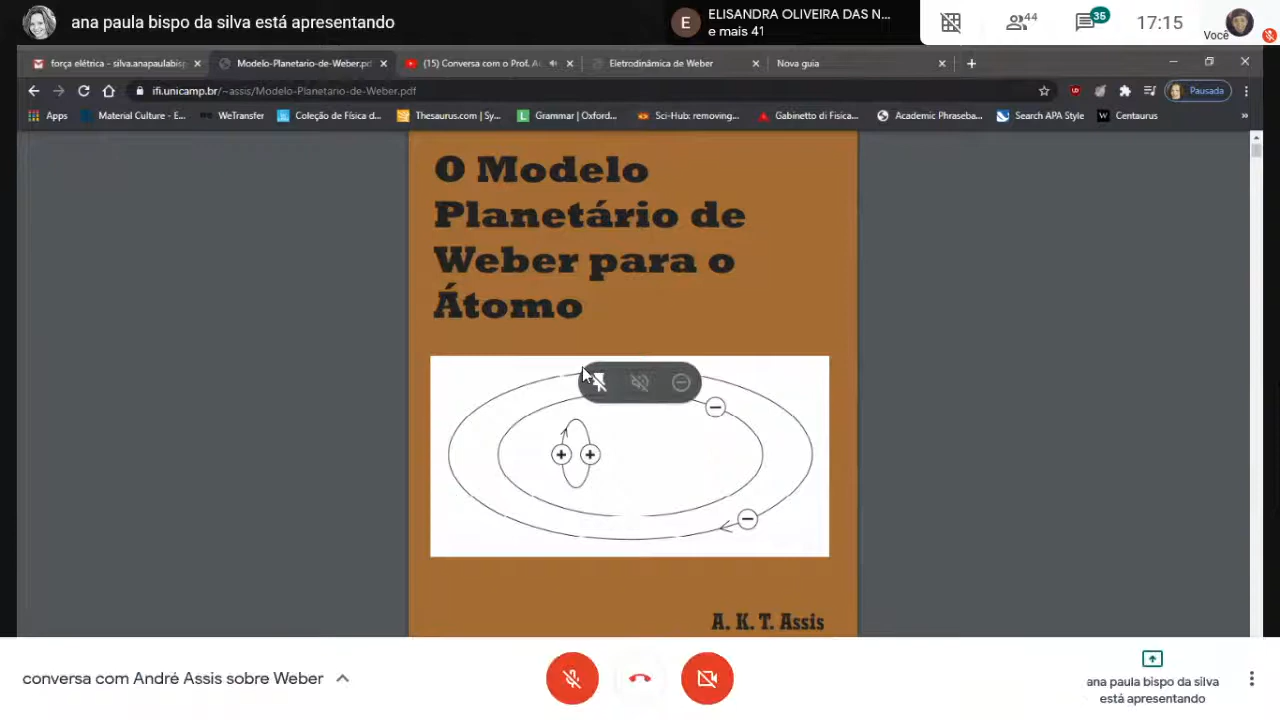 ana paula bispo da silva está apresentando
E
ELISANDRA OLIVEIRA DAS N...
e mais 41
44
35
17:15
Você
força elétrica - silva.anapaulabisp
Modelo-Planetario-de-Weber.pd
(15) Conversa com o Prof. A
Eletrodinâmica de Weber
Nova guia
ifi.unicamp.br/~assis/Modelo-Planetario-de-Weber.pdf
Pausada
Apps
Material Culture - E...
WeTransfer
Coleção de Física d...
Thesaurus.com | Sy...
Grammar | Oxford...
Sci-Hub: removing...
Gabinetto di Fisica...
Academic Phraseba...
Search APA Style
W Centaurus
»
O Modelo
Planetário de
Weber para o
Átomo
A. K. T. Assis
conversa com André Assis sobre Weber
ana paula bispo da silva
está apresentando